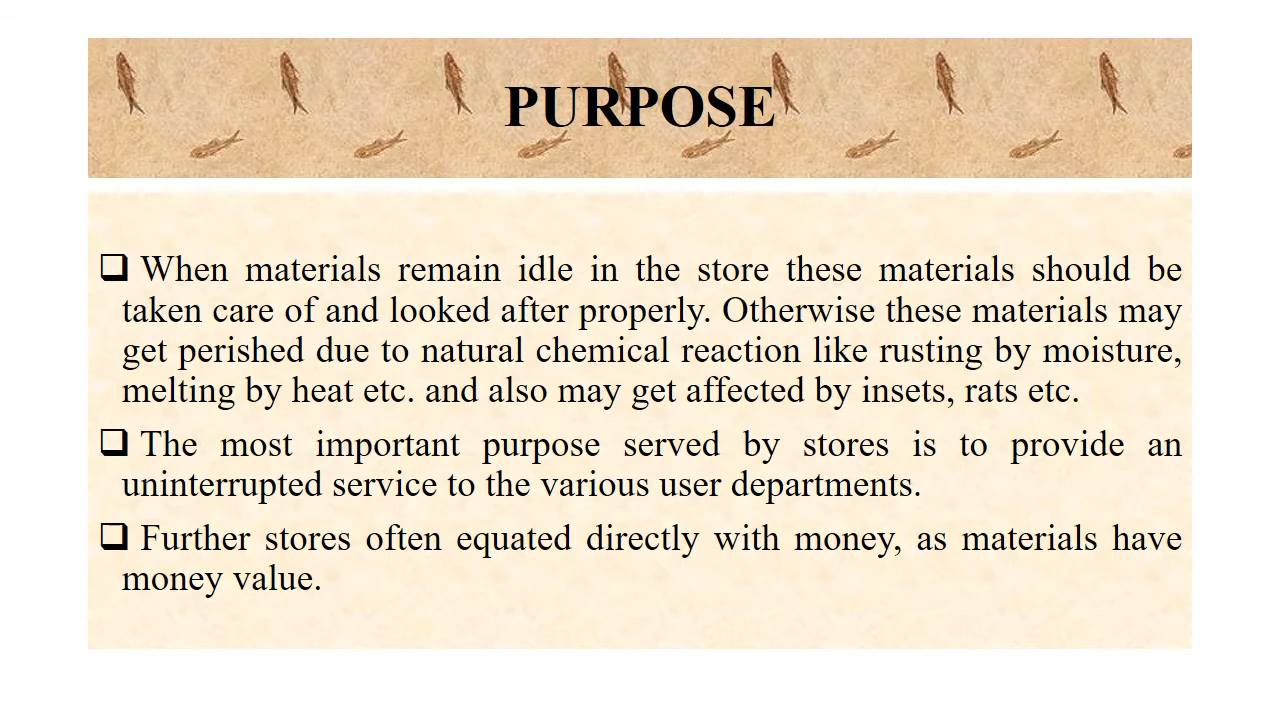 PURPOSE
❑ When materials remain idle in the store these materials should be
taken care of and looked after properly. Otherwise these materials may
get perished due to natural chemical reaction like rusting by moisture,
melting by heat etc. and also may get affected by insets, rats etc.
❑ The most important purpose served by stores is to provide an
uninterrupted service to the various user departments.
❑ Further stores often equated directly with money, as materials have
money value.